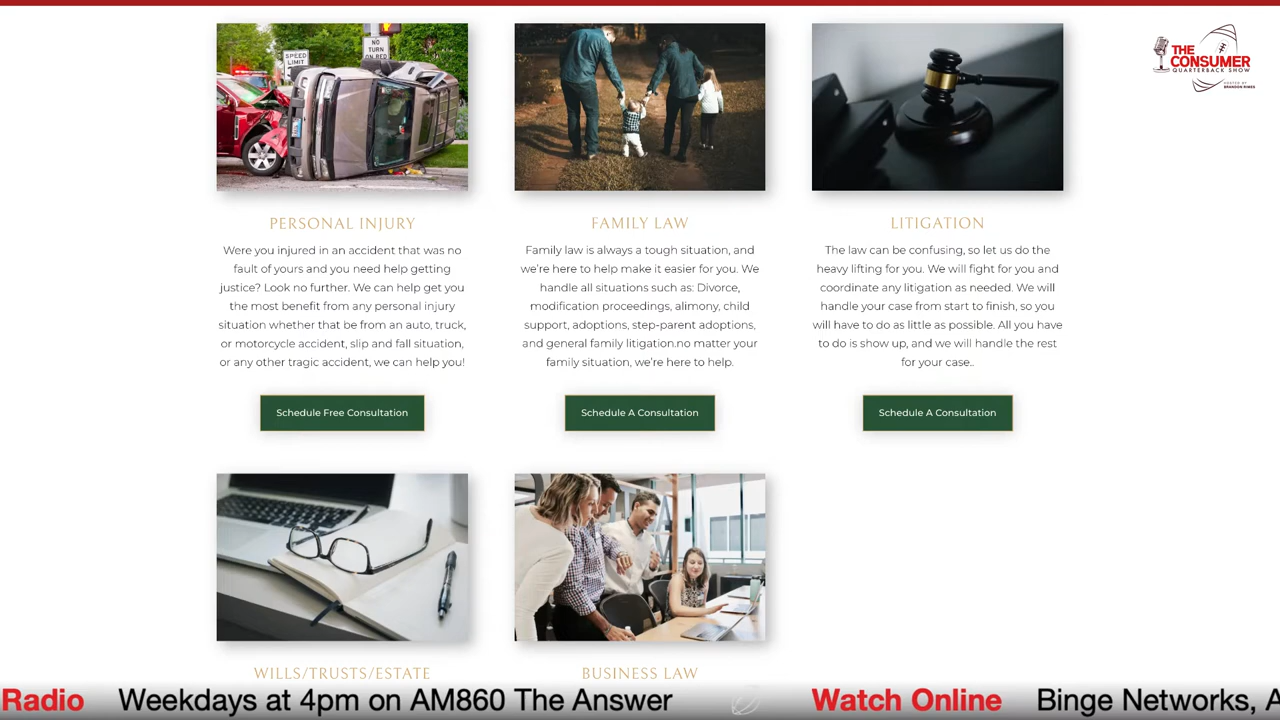 SPEED
LIMIT
NO
TURN
ON RED
THE
CONSUMER
QUARTERBACK SHOW
HOSTED BY
BRANDON RIMES
PERSONAL INJURY
Were you injured in an accident that was no
fault of yours and you need help getting
justice? Look no further. We can help get you
the most benefit from any personal injury
situation whether that be from an auto, truck,
or motorcycle accident, slip and fall situation,
or any other tragic accident, we can help you!
Schedule Free Consultation
FAMILY LAW
Family law is always a tough situation, and
we're here to help make it easier for you. We
handle all situations such as: Divorce,
modification proceedings, alimony, child
support, adoptions, step-parent adoptions,
and general family litigation.no matter your
family situation, we're here to help.
Schedule A Consultation
LITIGATION
The law can be confusing, so let us do the
heavy lifting for you. We will fight for you and
coordinate any litigation as needed. We will
handle your case from start to finish, so you
will have to do as little as possible. All you have
to do is show up, and we will handle the rest
for your case..
Schedule A Consultation
WILLS/TRUSTS/ESTATE
BUSINESS LAW
Radio Weekdays at 4pm on AM860 The Answer Watch Online Binge Networks, A